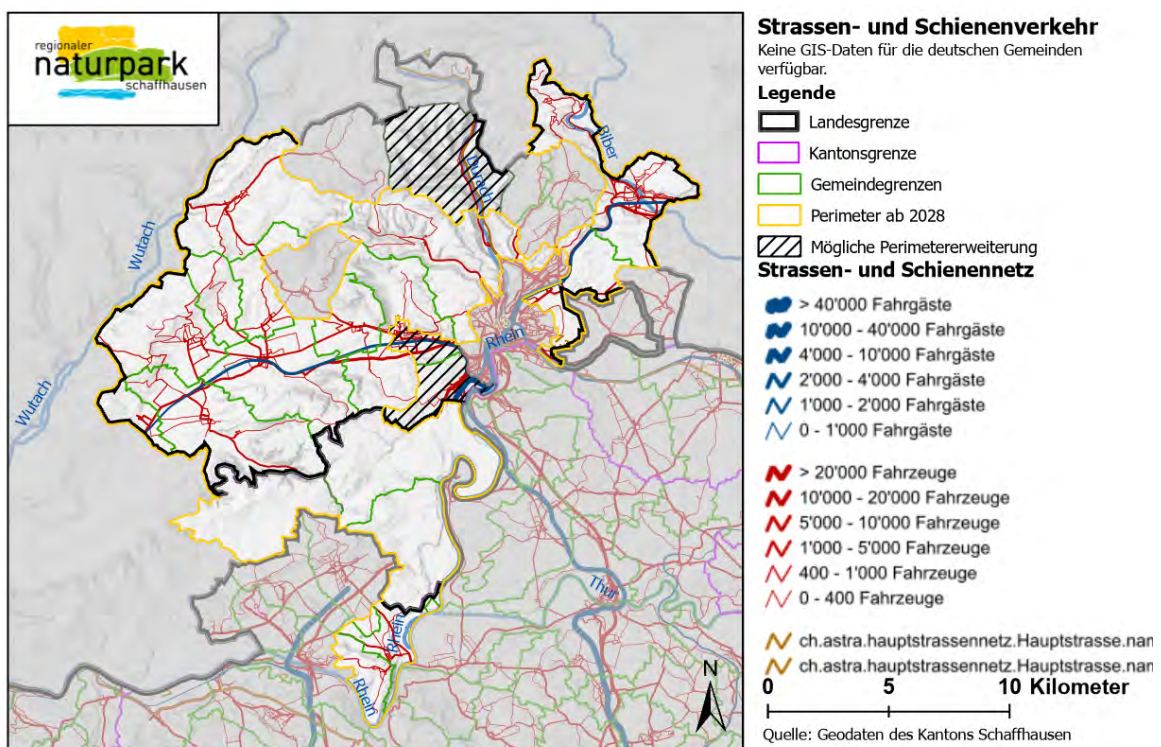 regionaler
naturpark
schaffhausen
Wutach
Wutach
Durach
Biber
Rhein
Thur
Rhein
Rhein
N
Strassen- und Schienenverkehr
Keine GIS-Daten für die deutschen Gemeinden
verfügbar.
Legende
Landesgrenze
Kantonsgrenze
Gemeindegrenzen
Perimeter ab 2028
Mögliche Perimetererweiterung
Strassen- und Schienennetz
> 40'000 Fahrgäste
10'000 - 40'000 Fahrgäste
4'000 - 10'000 Fahrgäste
2'000 - 4'000 Fahrgäste
1'000 - 2'000 Fahrgäste
0 - 1'000 Fahrgäste
> 20'000 Fahrzeuge
10'000 - 20'000 Fahrzeuge
5'000 - 10'000 Fahrzeuge
1'000 - 5'000 Fahrzeuge
400 - 1'000 Fahrzeuge
0 - 400 Fahrzeuge
ch.astra.hauptstrassennetz.Hauptstrasse.nam
ch.astra.hauptstrassennetz.Hauptstrasse.nam
0 5 10 Kilometer
Quelle: Geodaten des Kantons Schaffhausen